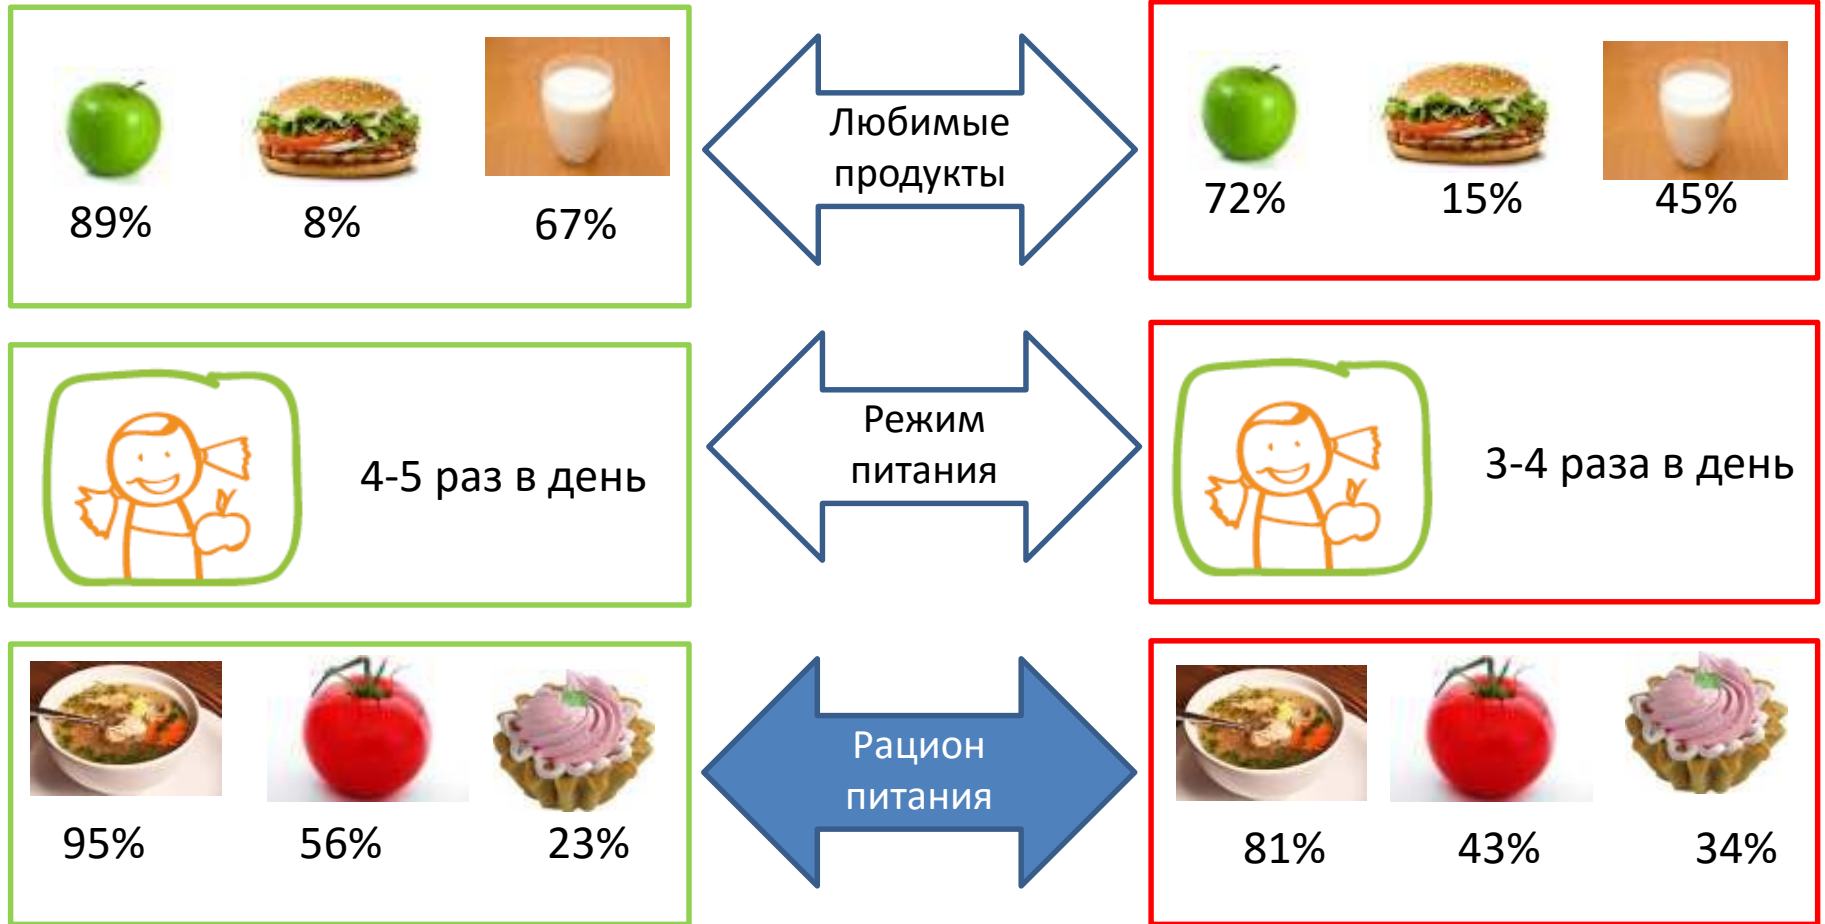 89% 8% 67%
Любимые
продукты
72% 15% 45%
4-5 раз в день
Режим
питания
3-4 раза в день
95% 56% 23%
Рацион
питания
81% 43% 34%